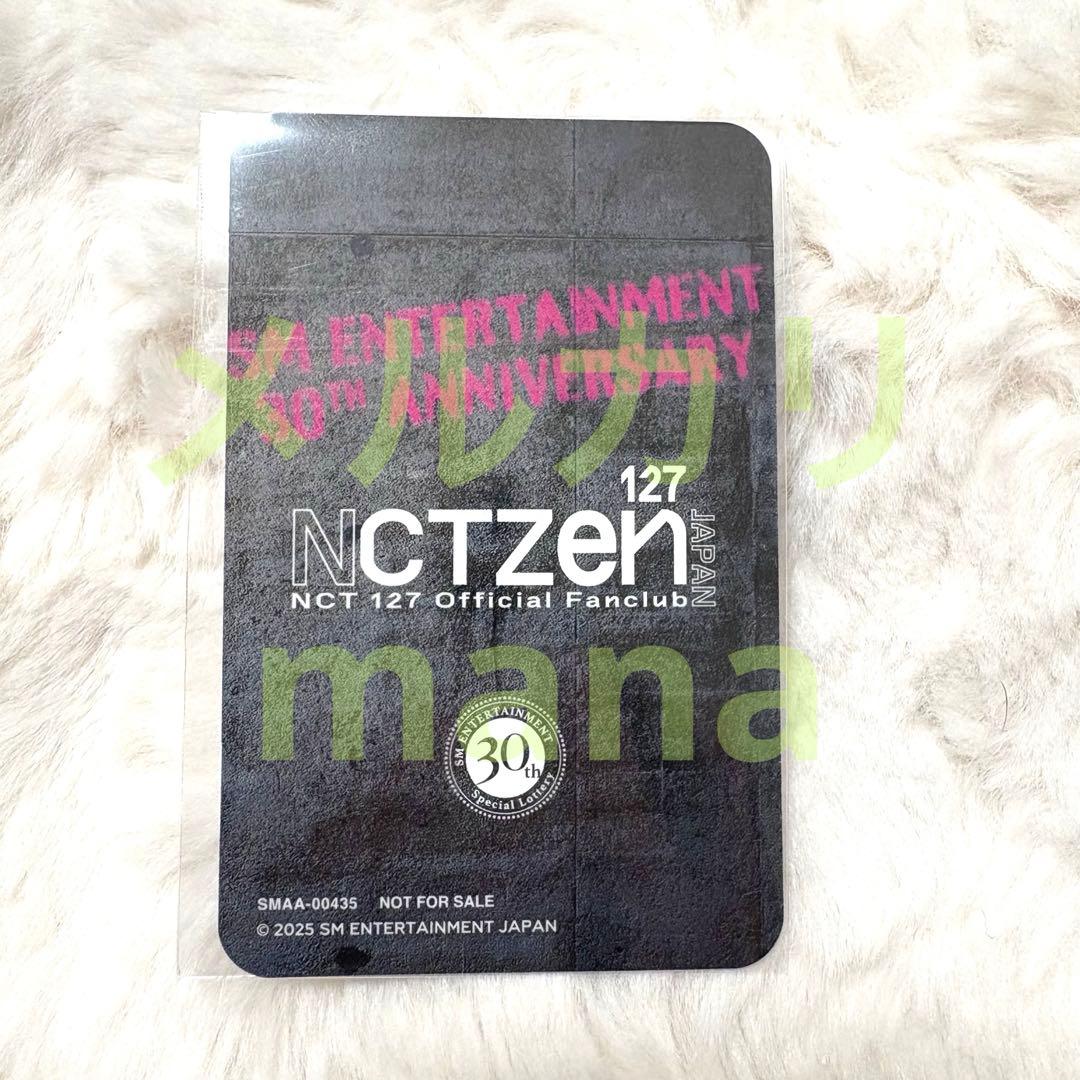 SM ENTERTAINMENT
30TH ANNIVERSARY
メルカリ
127
NCTzen
JAPAN
NCT 127 Official Fanclub
mana
SM ENTERTAINMENT
30th
Special Lottery
SMAA-00435 NOT FOR SALE
© 2025 SM ENTERTAINMENT JAPAN